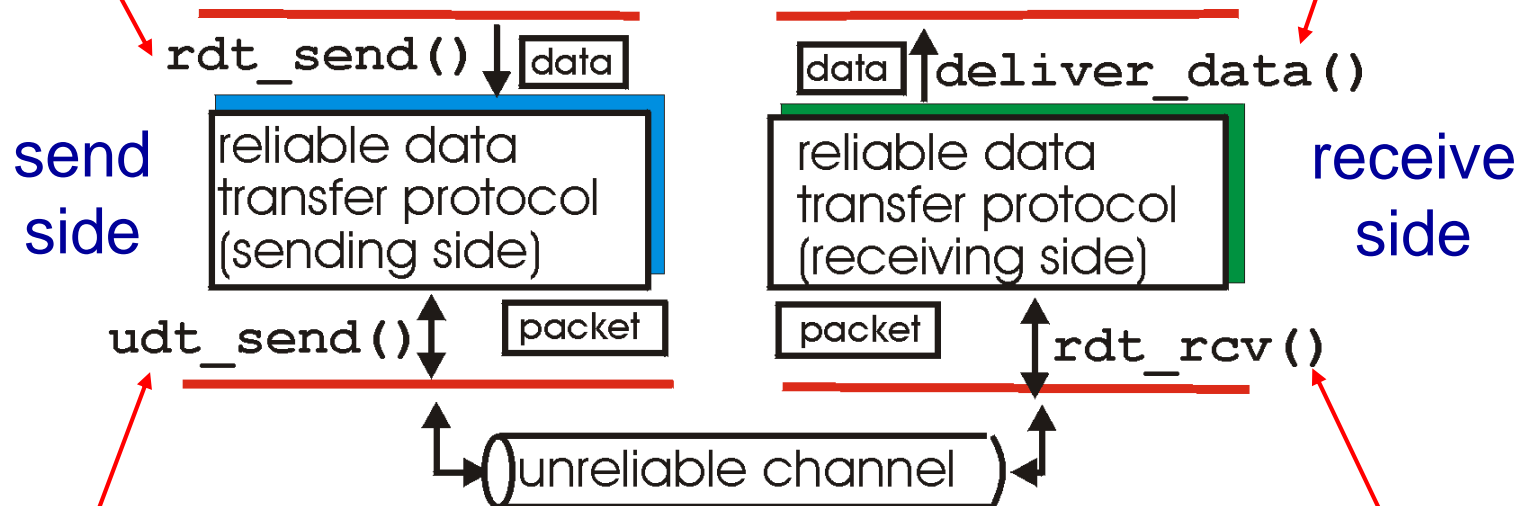 rdt_send()
data
data
deliver_data()
send
side
reliable data
transfer protocol
(sending side)
reliable data
transfer protocol
(receiving side)
receive
side
udt_send()
packet
packet
rdt_rcv()
unreliable channel